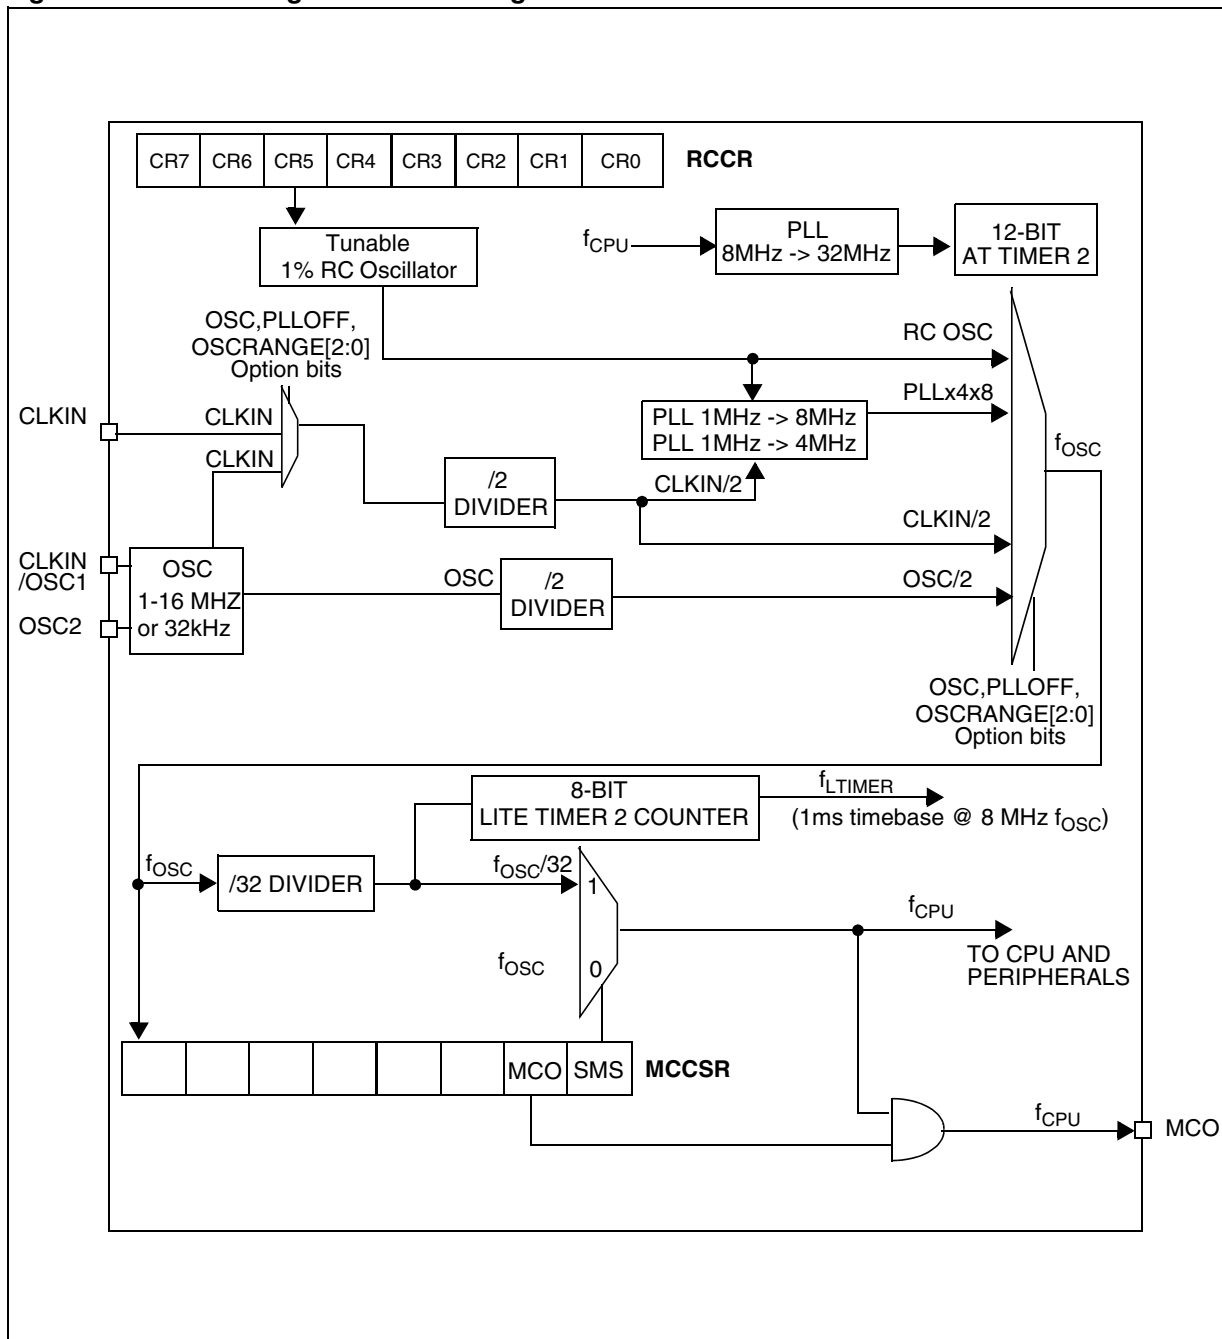 CR7 CR6 CR5 CR4 CR3 CR2 CR1 CR0 RCCR
Tunable
1% RC Oscillator
fCPU
PLL
8MHz -> 32MHz
12-BIT
AT TIMER 2
OSC,PLLOFF,
OSCRANGE[2:0]
Option bits
RC OSC
PLLx4x8
CLKIN
CLKIN
CLKIN
PLL 1MHz -> 8MHz
PLL 1MHz -> 4MHz
fOSC
/2
DIVIDER
CLKIN/2
CLKIN/2
CLKIN
/OSC1
OSC2
OSC
1-16 MHZ
or 32kHz
OSC
/2
DIVIDER
OSC/2
OSC,PLLOFF,
OSCRANGE[2:0]
Option bits
8-BIT
LITE TIMER 2 COUNTER
fLTIMER
(1ms timebase @ 8 MHz fOSC)
fOSC
/32 DIVIDER
fOSC/32
1
fOSC
0
fCPU
TO CPU AND
PERIPHERALS
MCO SMS MCCSR
fCPU
MCO